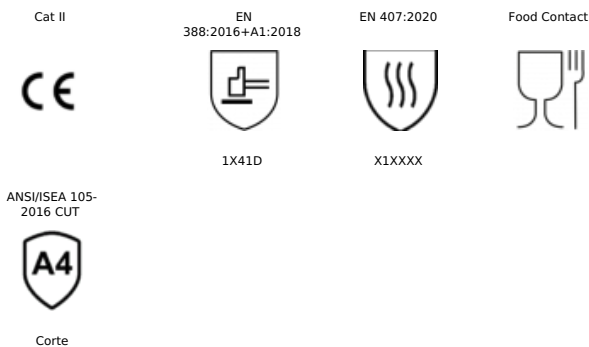 Cat II
EN
388:2016+A1:2018
EN 407:2020
Food Contact
CE
1X41D
X1XXXX
ANSI/ISEA 105-
2016 CUT
A4
Corte